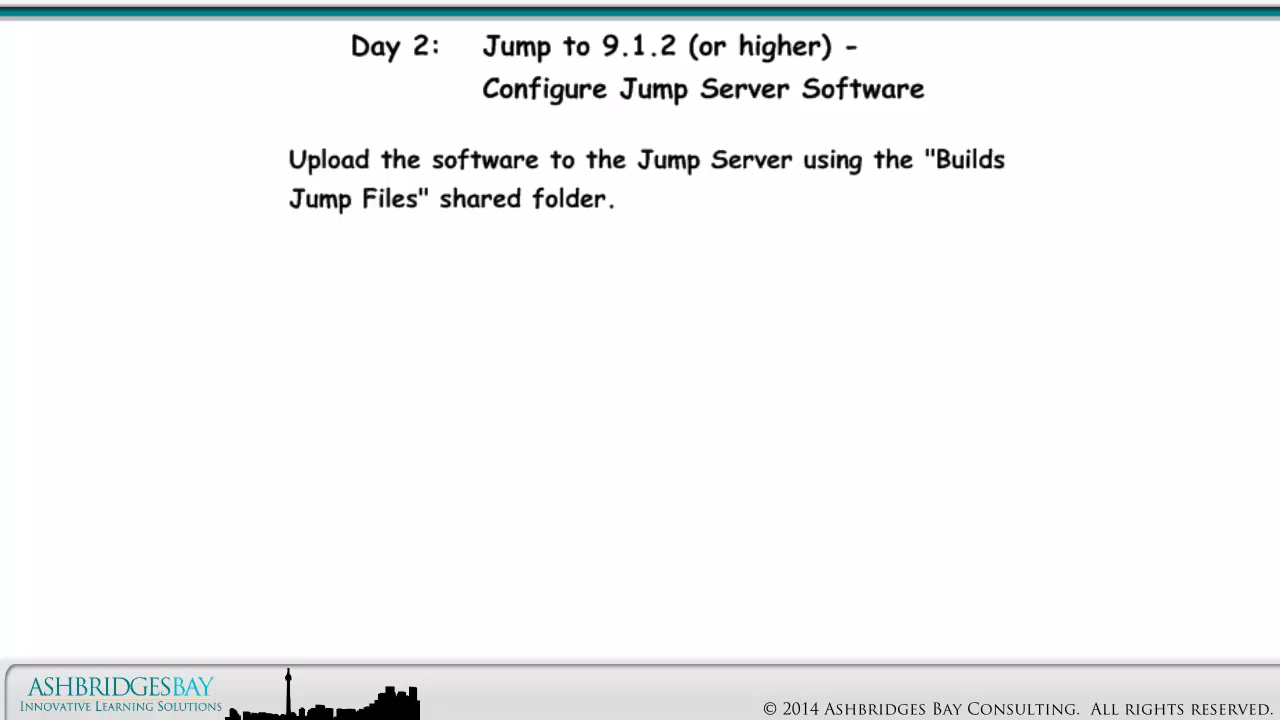 Day 2: Jump to 9.1.2 (or higher) -
Configure Jump Server Software
Upload the software to the Jump Server using the "Builds
Jump Files" shared folder.
ASHBRIDGESBAY
INNOVATIVE LEARNING SOLUTIONS
© 2014 ASHBRIDGES BAY CONSULTING. ALL RIGHTS RESERVED.